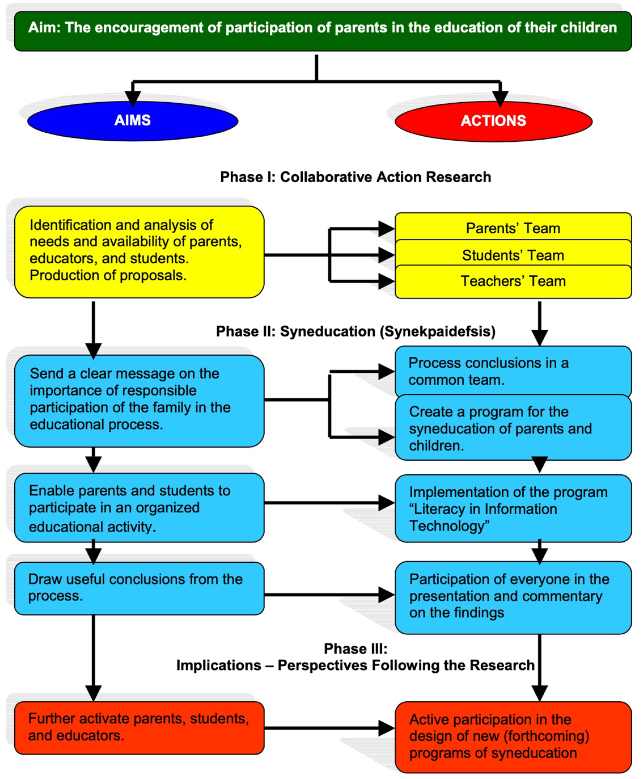 Aim: The encouragement of participation of parents in the education of their children
AIMS
ACTIONS
Phase I: Collaborative Action Research
Identification and analysis of
needs and availability of parents,
educators, and students.
Production of proposals.
Parents' Team
Students' Team
Teachers' Team
Phase II: Syneducation (Synekpaidefsis)
Send a clear message on the
importance of responsible
participation of the family in the
educational process.
Process conclusions in a
common team.
Create a program for the
syneducation of parents and
children.
Enable parents and students to
participate in an organized
educational activity.
Implementation of the program
“Literacy in Information
Technology”
Draw useful conclusions from the
process.
Participation of everyone in the
presentation and commentary
on the findings
Phase III:
Implications – Perspectives Following the Research
Further activate parents, students,
and educators.
Active participation in the
design of new (forthcoming)
programs of syneducation